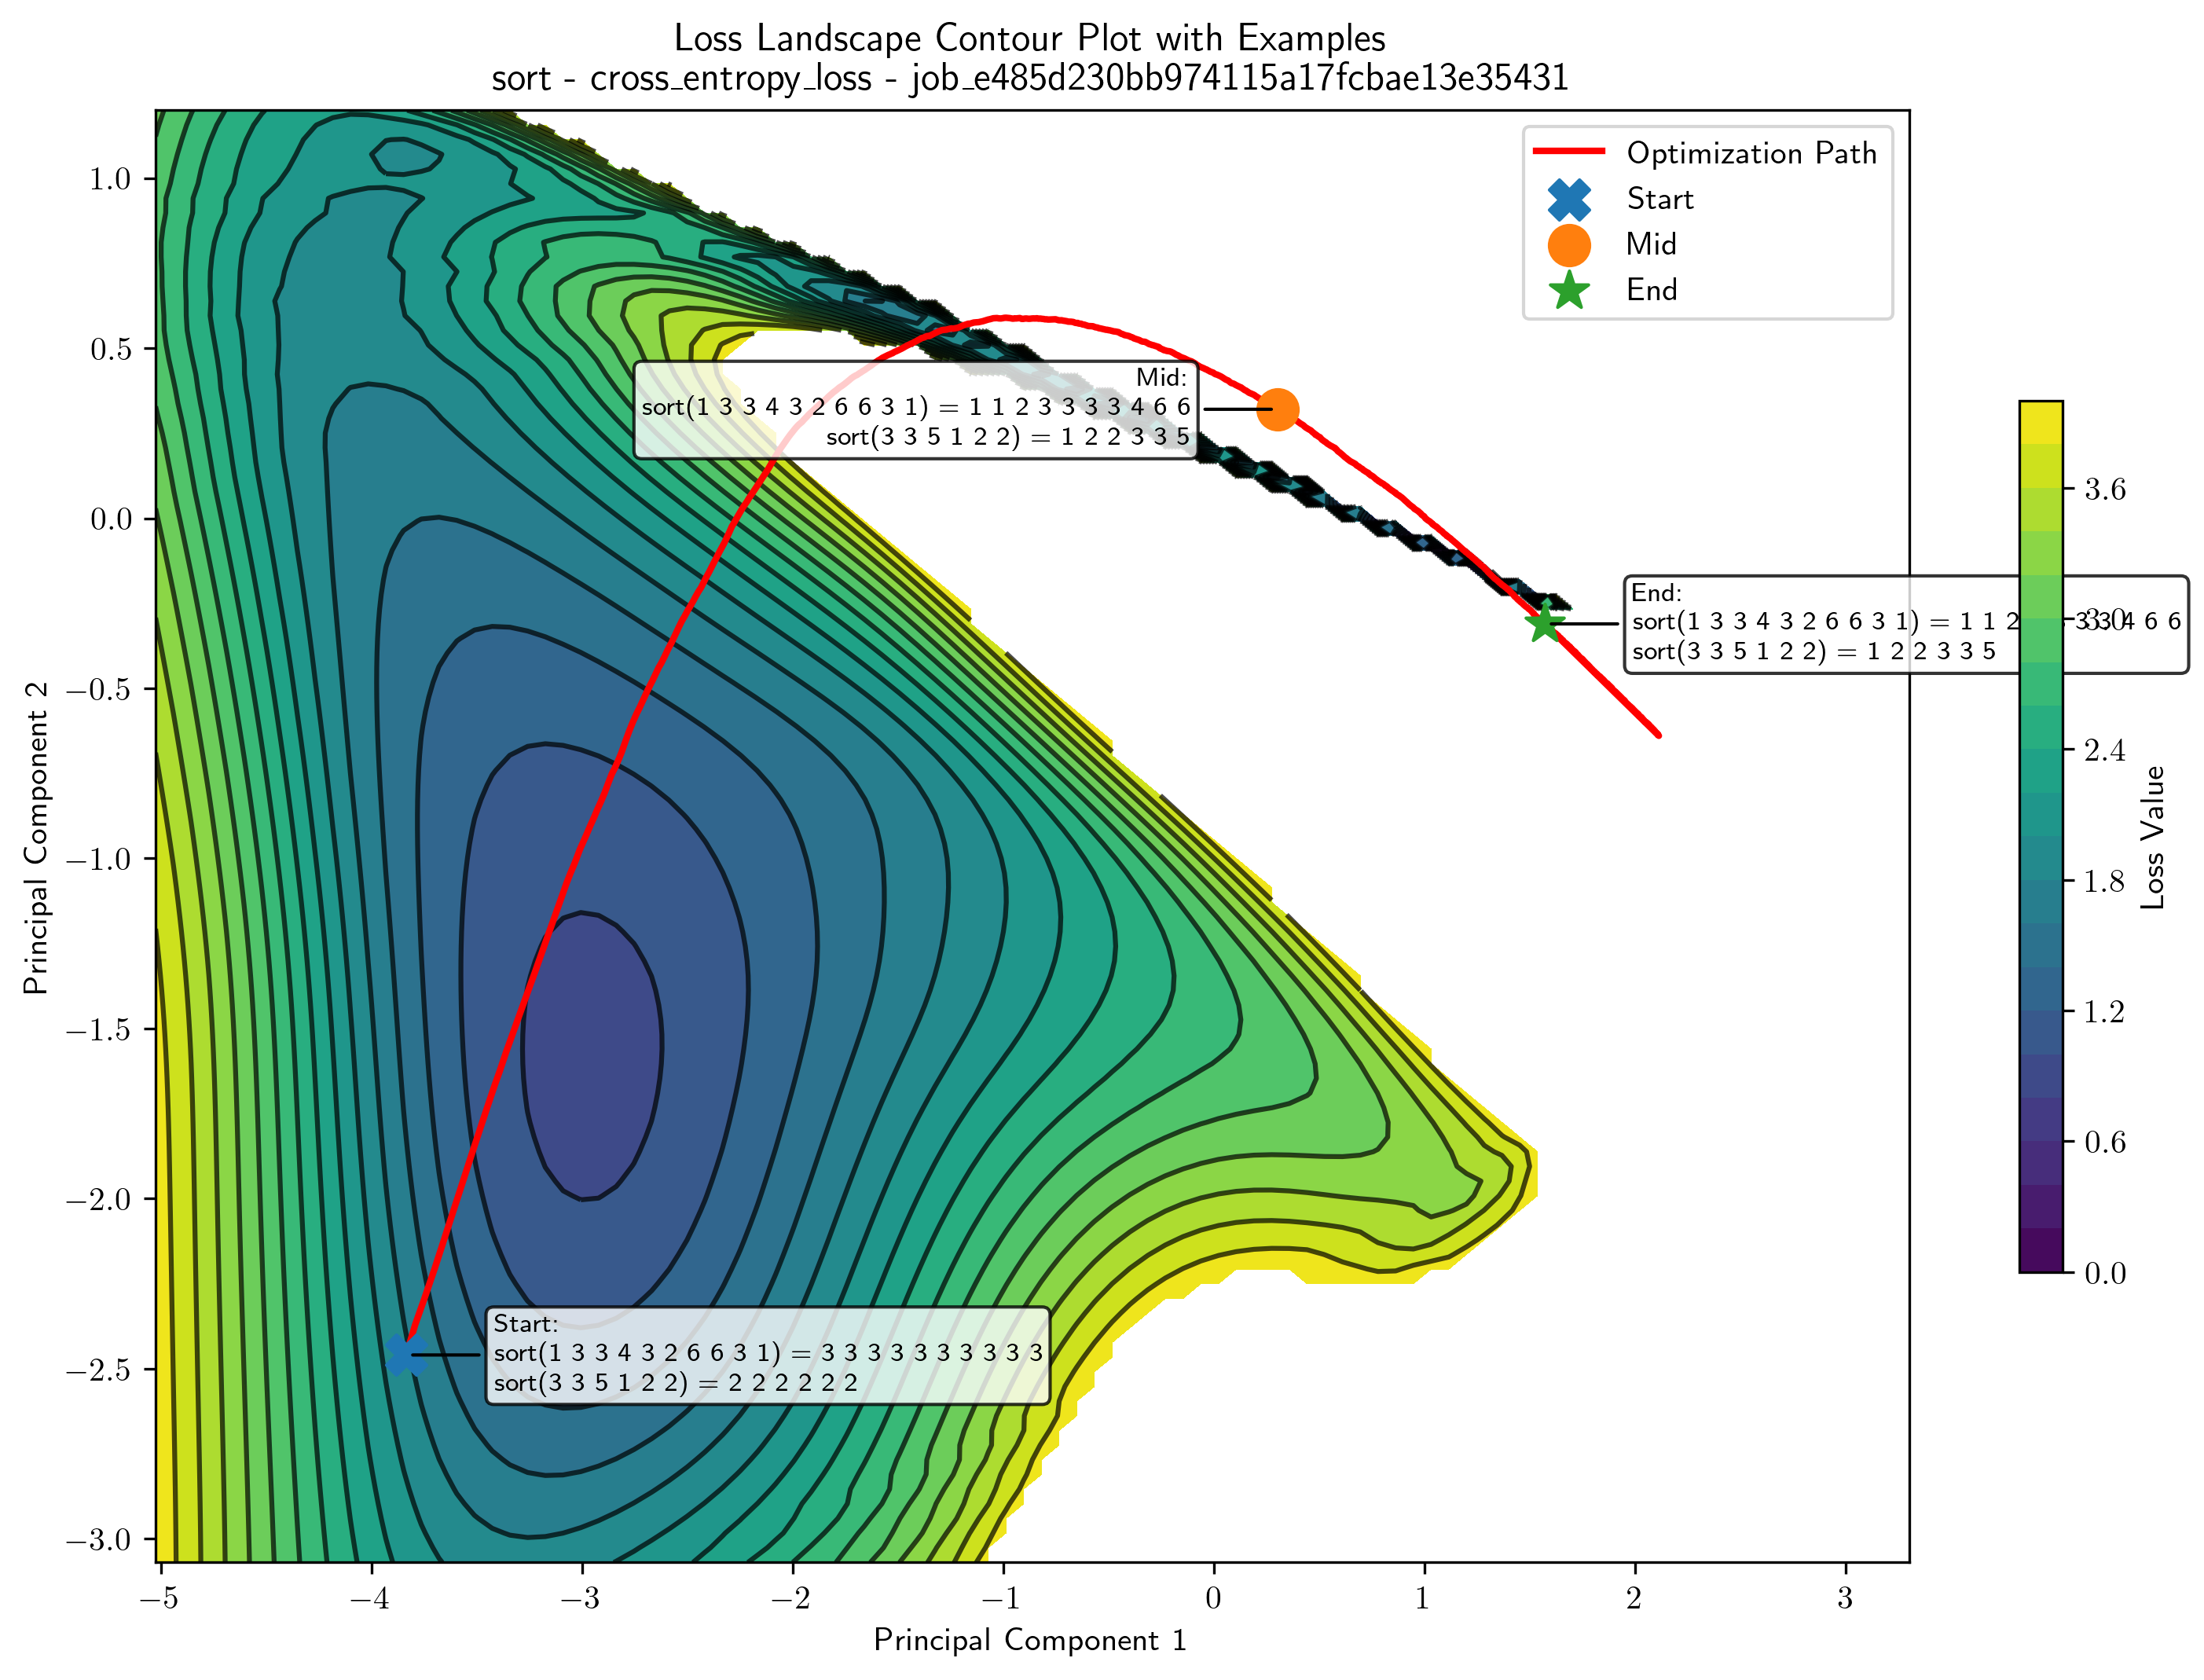 Loss Landscape Contour Plot with Examples
sort - cross_entropy_loss - job_e485d230bb974115a17fcbae13e35431
Optimization Path
Start
Mid
End
1.0
0.5
0.0
−0.5
−1.0
−1.5
−2.0
−2.5
−3.0
Principal Component 2
Mid:
sort(1 3 3 4 3 2 6 6 3 1) = 1 1 2 3 3 3 3 4 6 6
sort(3 3 5 1 2 2) = 1 2 2 3 3 5
End:
sort(1 3 3 4 3 2 6 6 3 1) = 1 1 2 3 3 3 4 6 6
sort(3 3 5 1 2 2) = 1 2 2 3 3 5
Start:
sort(1 3 3 4 3 2 6 6 3 1) = 3 3 3 3 3 3 3 3 3 3
sort(3 3 5 1 2 2) = 2 2 2 2 2 2
−5
−4
−3
−2
−1
0
1
2
3
Principal Component 1
3.6
3.0
2.4
1.8
1.2
0.6
0.0
Loss Value